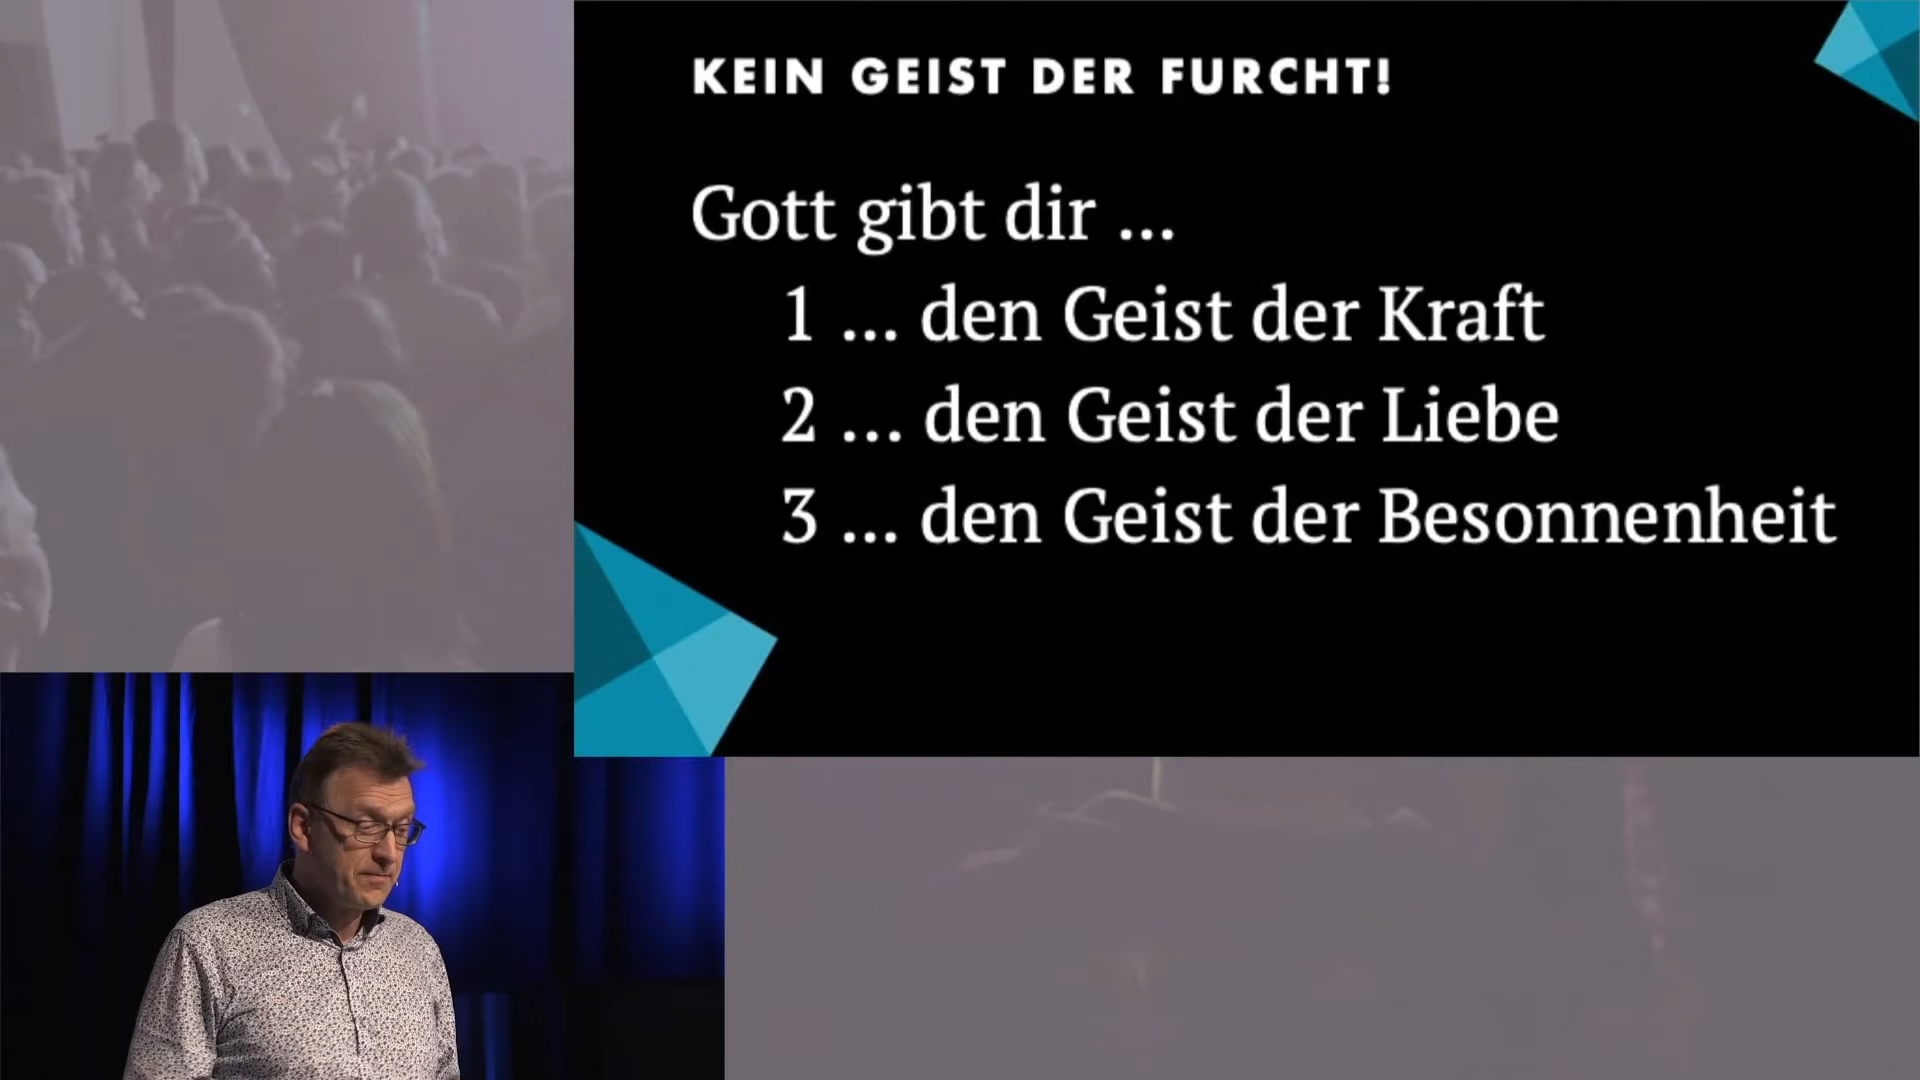 KEIN GEIST DER FURCHT!
Gott gibt dir ...
1 ... den Geist der Kraft
2 ... den Geist der Liebe
3 ... den Geist der Besonnenheit